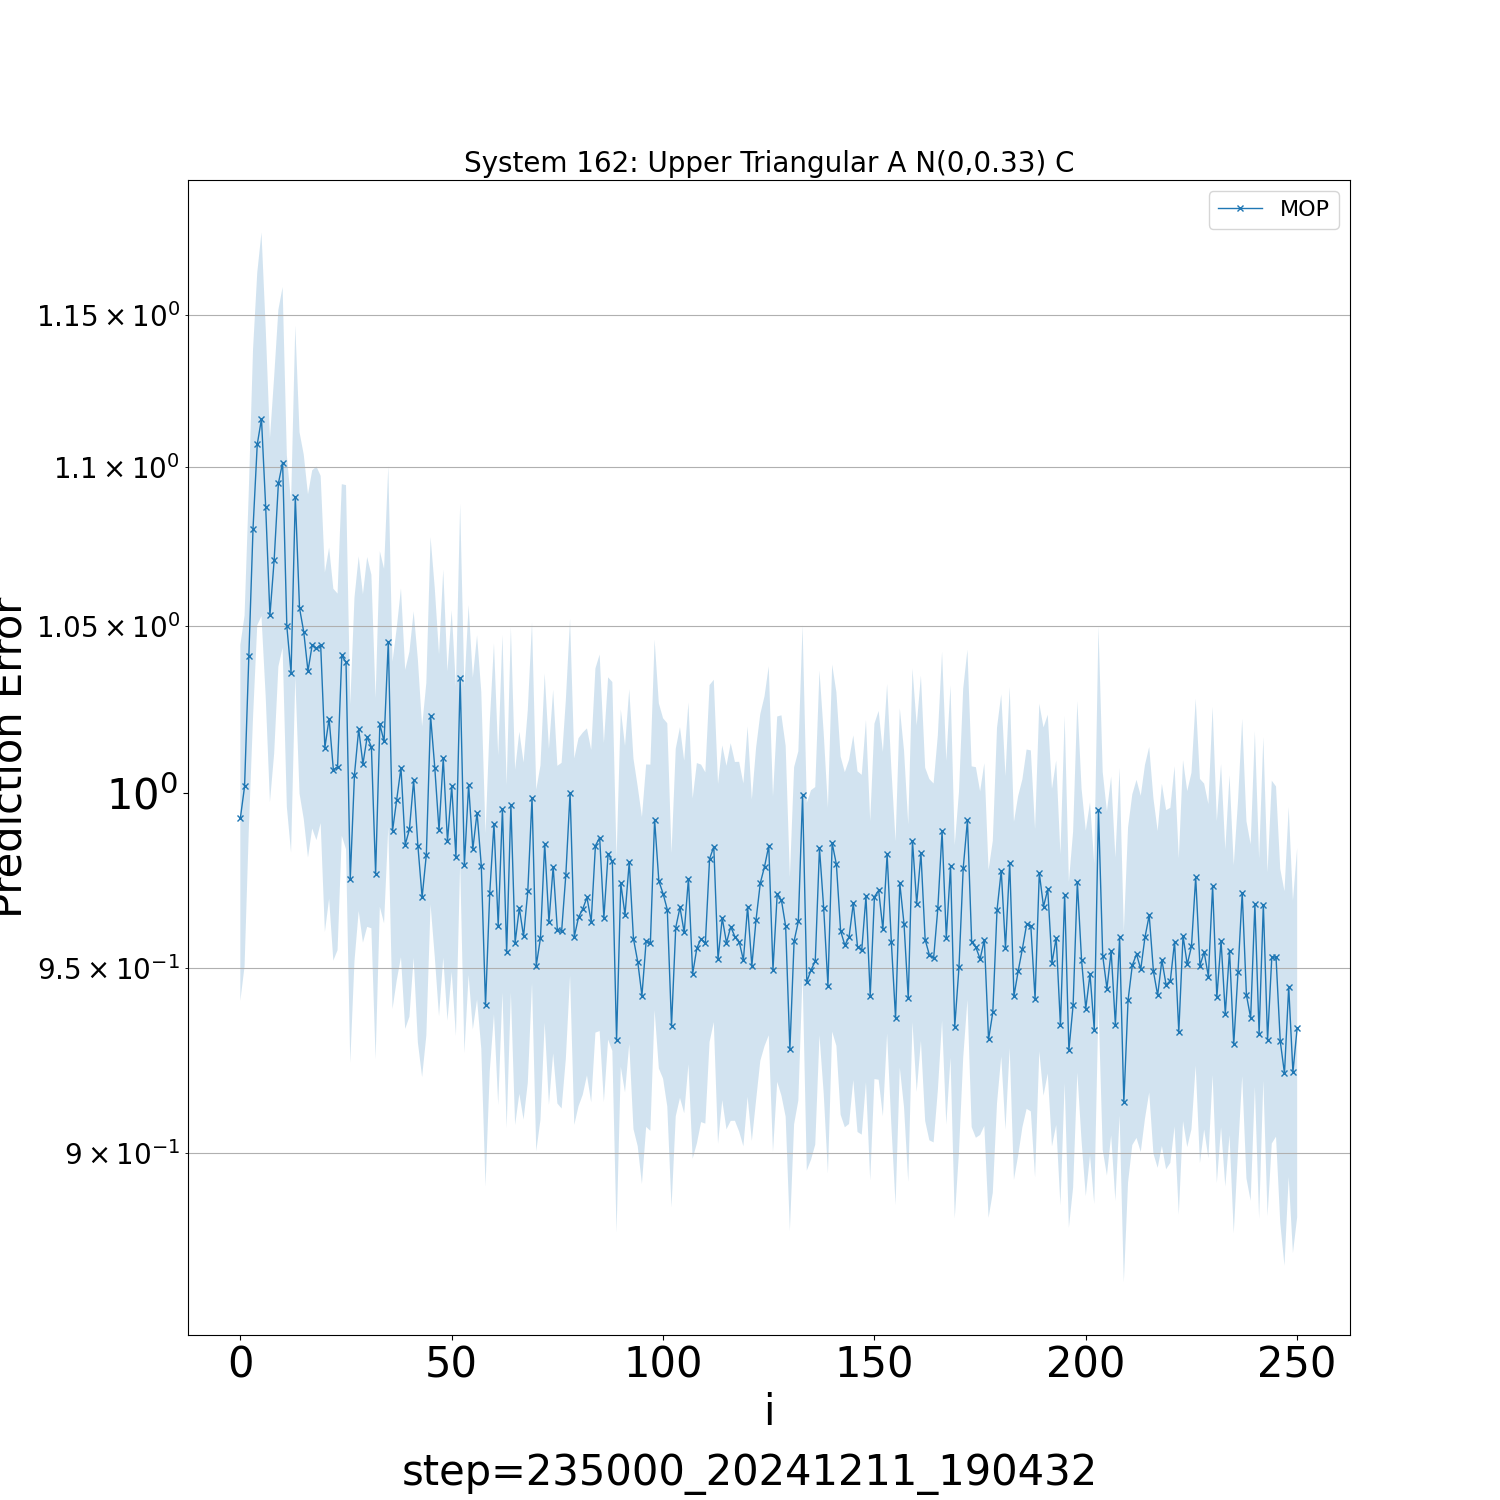 System 162: Upper Triangular A N(0,0.33) C
MOP
1.15 × 10⁰
1.1 × 10⁰
1.05 × 10⁰
10⁰
9.5 × 10⁻¹
9 × 10⁻¹
Prediction Error
0 50 100 150 200 250
i
step=235000_20241211_190432